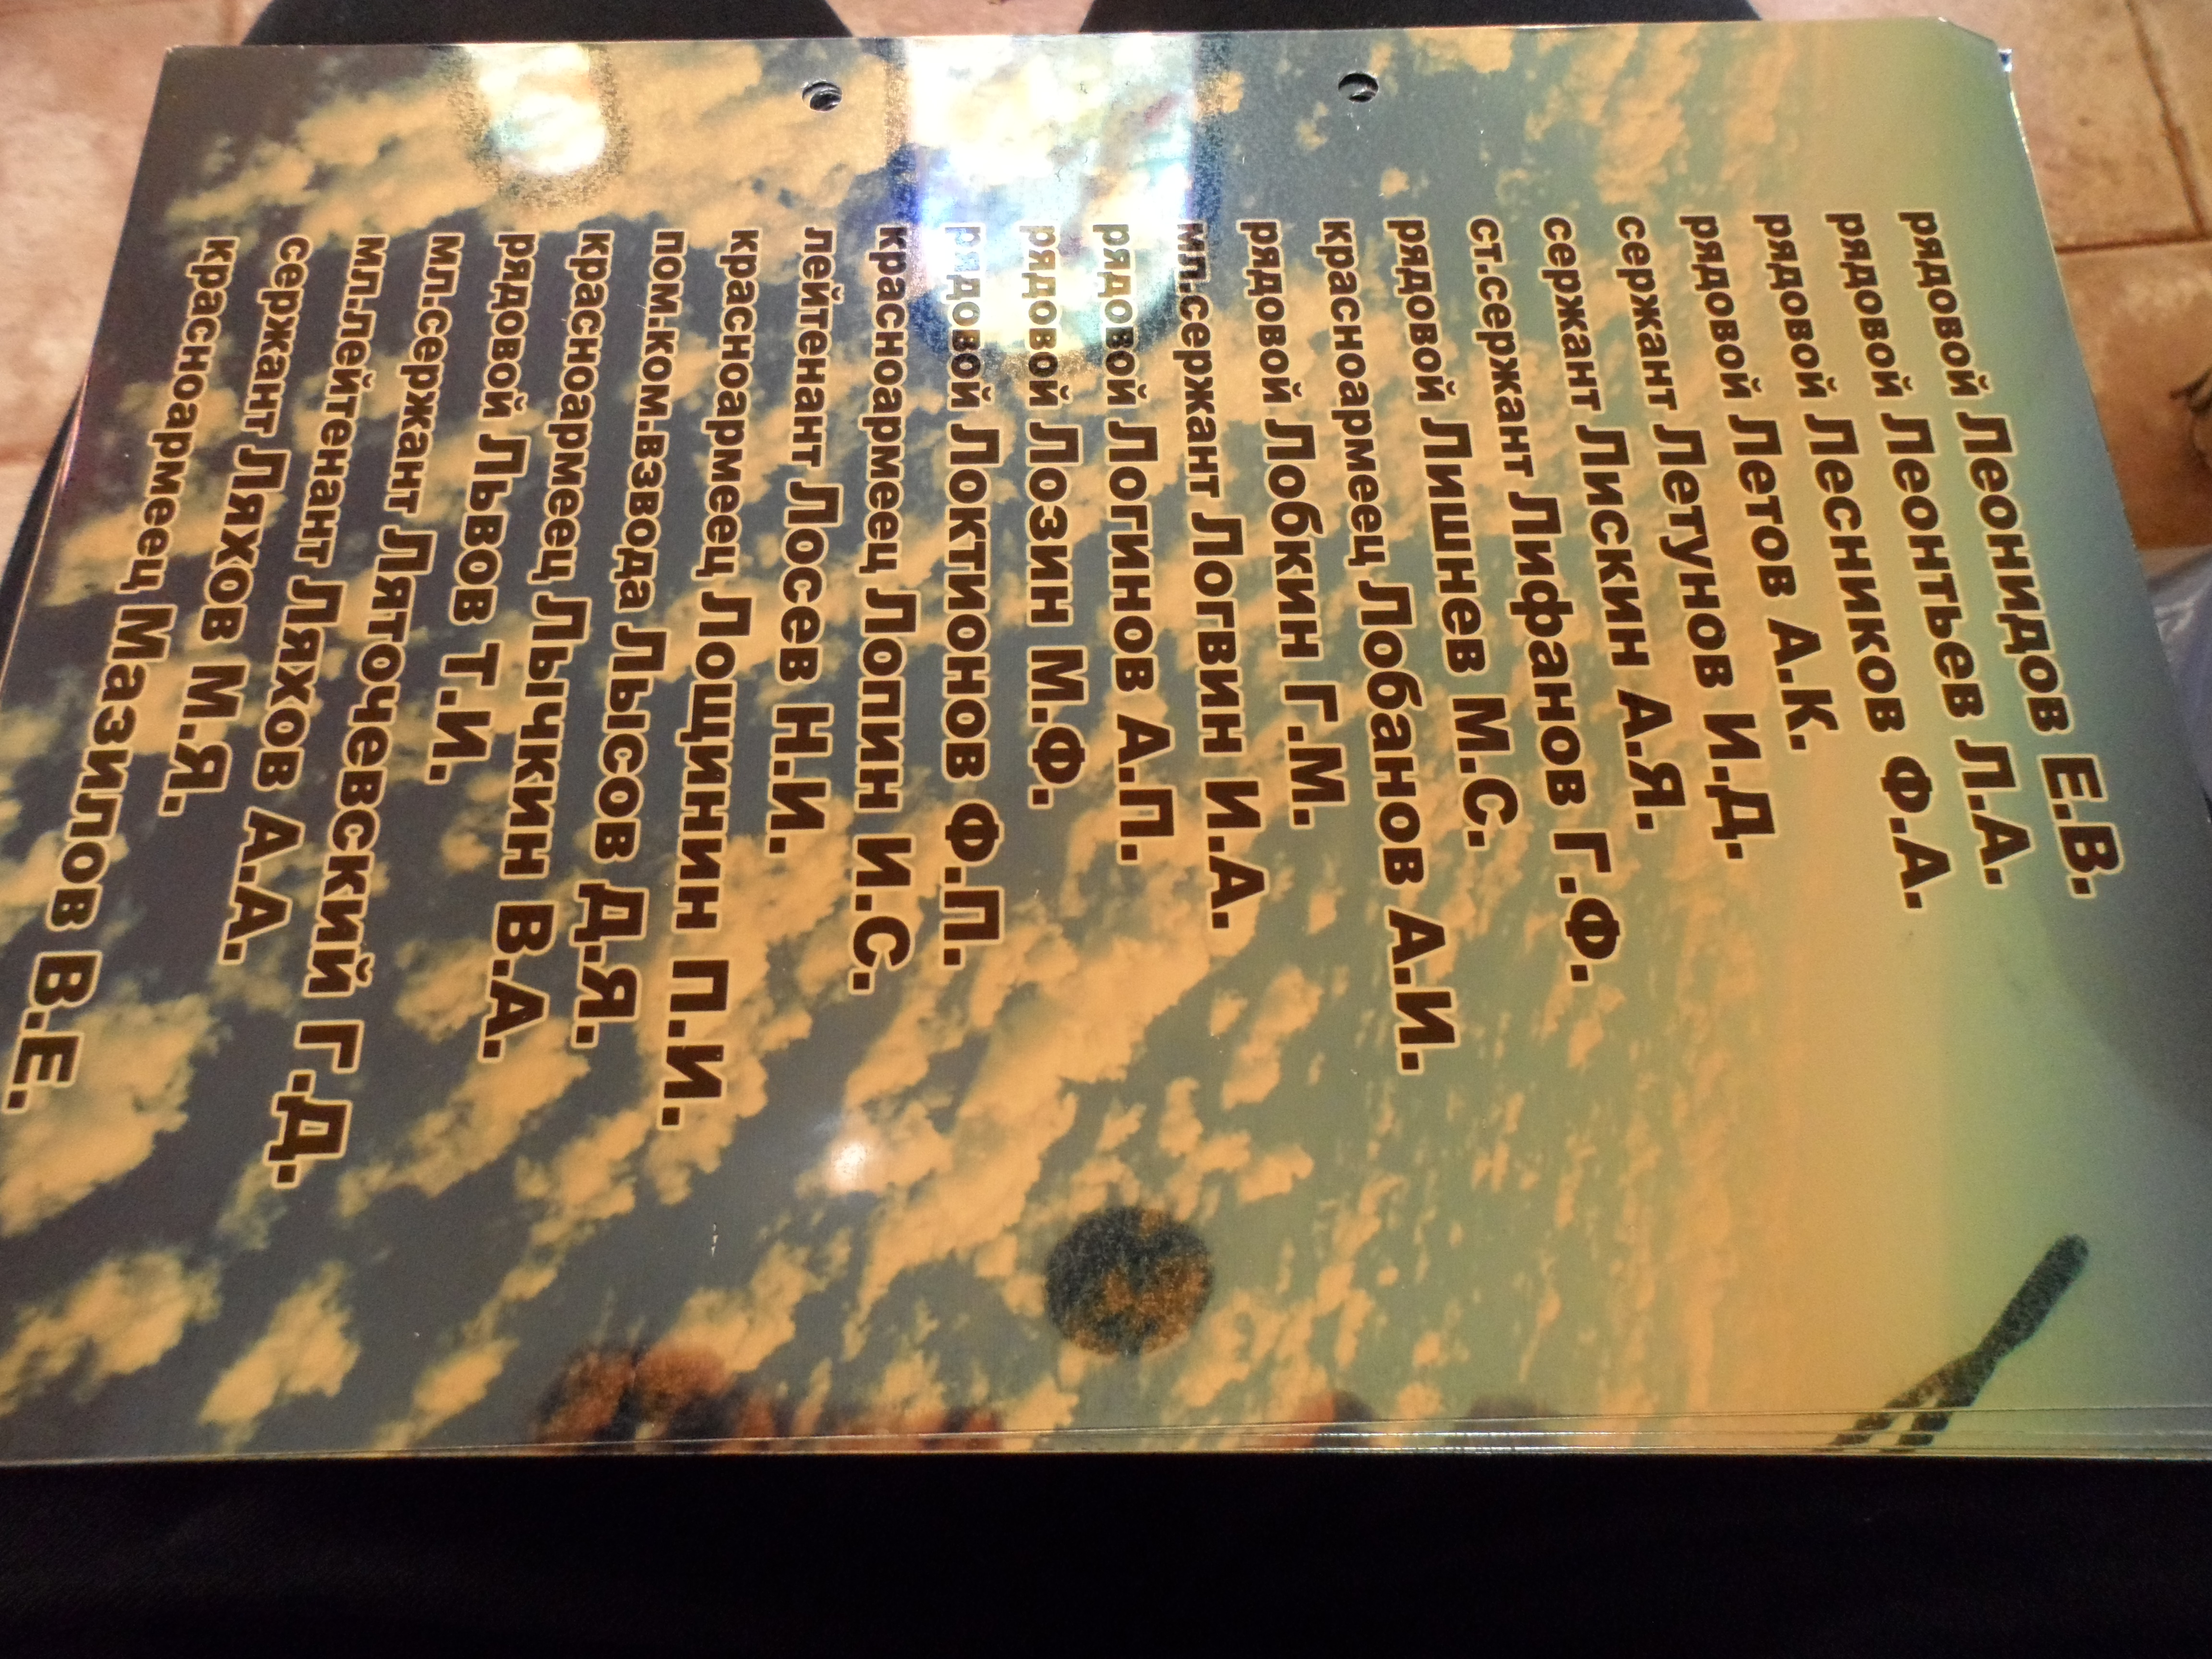 рядовой Леонидов Е.В.
рядовой Леонтьев Л.А.
рядовой Лесников Ф.А.
рядовой Летов А.К.
сержант Летунов И.Д.
сержант Лискин А.Я.
ст.сержант Лифанов Г.Ф.
рядовой Лишнев М.С.
красноармеец Лобанов А.И.
рядовой Лобкин Г.М.
мл.сержант Логвин И.А.
рядовой Логинов А.П.
рядовой Лозин М.Ф.
рядовой Локтионов Ф.П.
красноармеец Лопин И.С.
лейтенант Лосев Н.И.
красноармеец Лощинин П.И.
пом.ком.взвода Лысов Д.Я.
красноармеец Лычкин В.А.
рядовой Львов Т.И.
мл.сержант Ляточевский Г.Д.
мл.лейтенант Ляхов А.А.
сержант Ляхов М.Я.
красноармеец Мазилов В.Е.